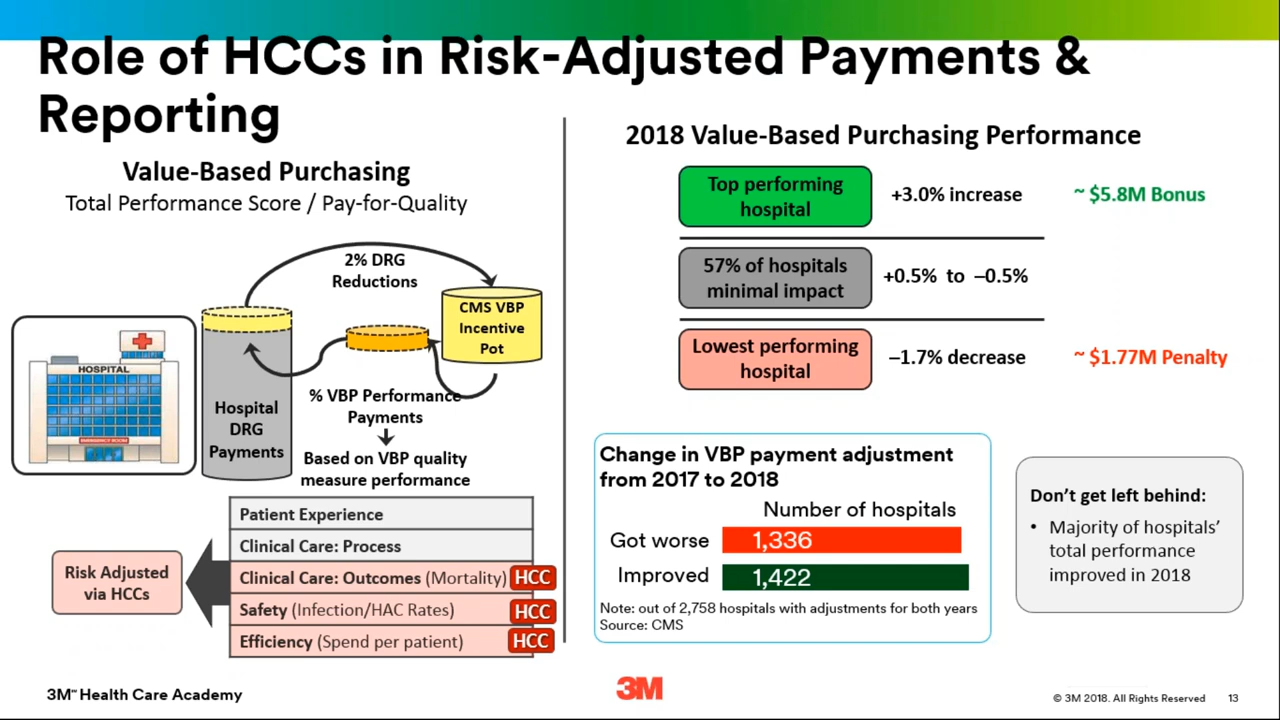 Role of HCCs in Risk-Adjusted Payments &
Reporting
Value-Based Purchasing
Total Performance Score / Pay-for-Quality
2% DRG
Reductions
CMS VBP
Incentive
Pot
HOSPITAL
EMERGENCY ROOM
Hospital
DRG
Payments
% VBP Performance
Payments
Based on VBP quality
measure performance
Patient Experience
Clinical Care: Process
Clinical Care: Outcomes (Mortality) HCC
Safety (Infection/HAC Rates) HCC
Efficiency (Spend per patient) HCC
Risk Adjusted
via HCCs
2018 Value-Based Purchasing Performance
Top performing
hospital
+3.0% increase
~ $5.8M Bonus
57% of hospitals
minimal impact
+0.5% to –0.5%
Lowest performing
hospital
–1.7% decrease
~ $1.77M Penalty
Change in VBP payment adjustment
from 2017 to 2018
Number of hospitals
Got worse 1,336
Improved 1,422
Note: out of 2,758 hospitals with adjustments for both years
Source: CMS
Don’t get left behind:
• Majority of hospitals’
total performance
improved in 2018
3M™ Health Care Academy
3M
© 3M 2018. All Rights Reserved 13